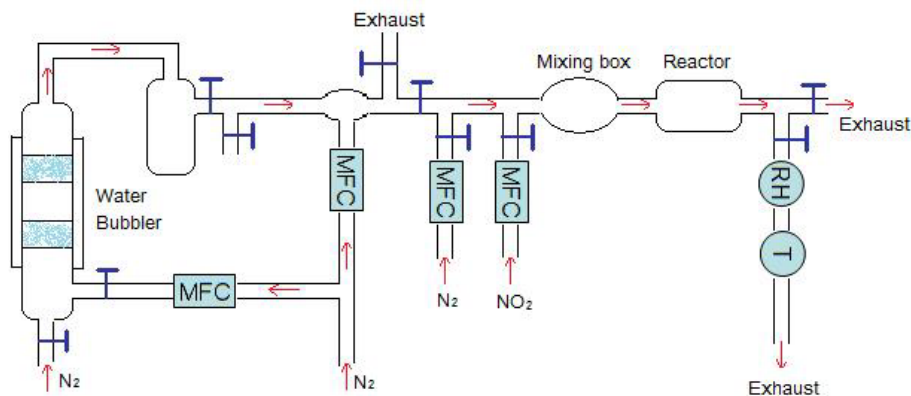 Exhaust
Mixing box
Reactor
Exhaust
Water
Bubbler
MFC
MFC
MFC
MFC
RH
T
N2
NO2
N2
N2
Exhaust